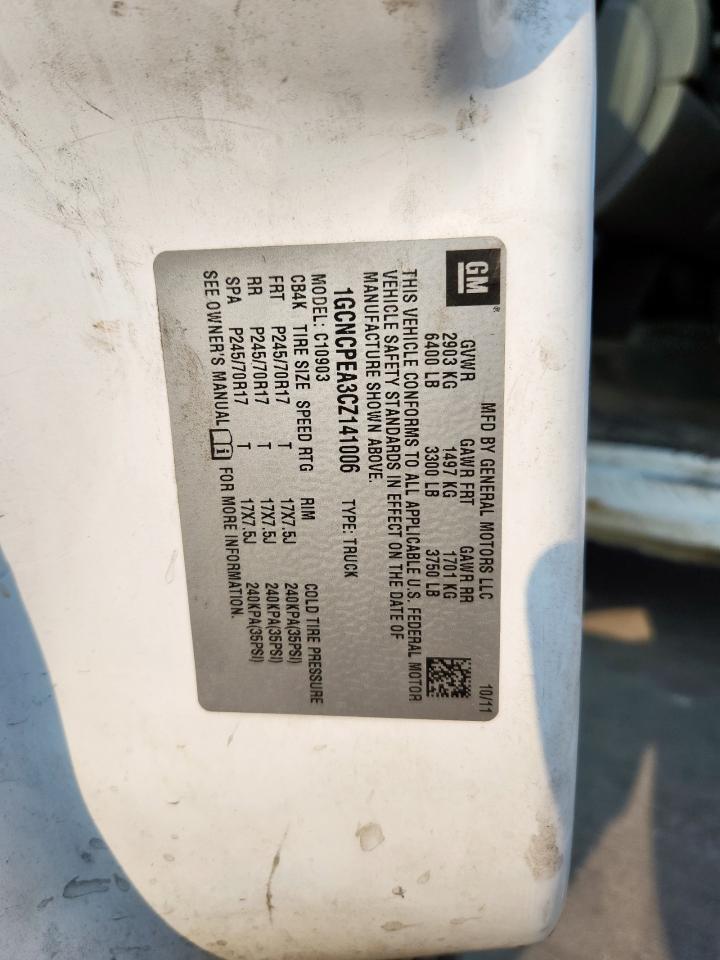 GM®
MFD BY GENERAL MOTORS LLC 10/11
GVWR GAWR FRT GAWR RR
2903 KG 1497 KG 1701 KG
6400 LB 3300 LB 3750 LB
THIS VEHICLE CONFORMS TO ALL APPLICABLE U.S. FEDERAL MOTOR
VEHICLE SAFETY STANDARDS IN EFFECT ON THE DATE OF
MANUFACTURE SHOWN ABOVE.
1GCNCPEA3CZ141006 TYPE: TRUCK
MODEL: C10903
CB4K TIRE SIZE SPEED RTG RIM COLD TIRE PRESSURE
FRT P245/70R17 T 17X7.5J 240KPA(35PSI)
RR P245/70R17 T 17X7.5J 240KPA(35PSI)
SPA P245/70R17 T 17X7.5J 240KPA(35PSI)
SEE OWNER'S MANUAL i FOR MORE INFORMATION.